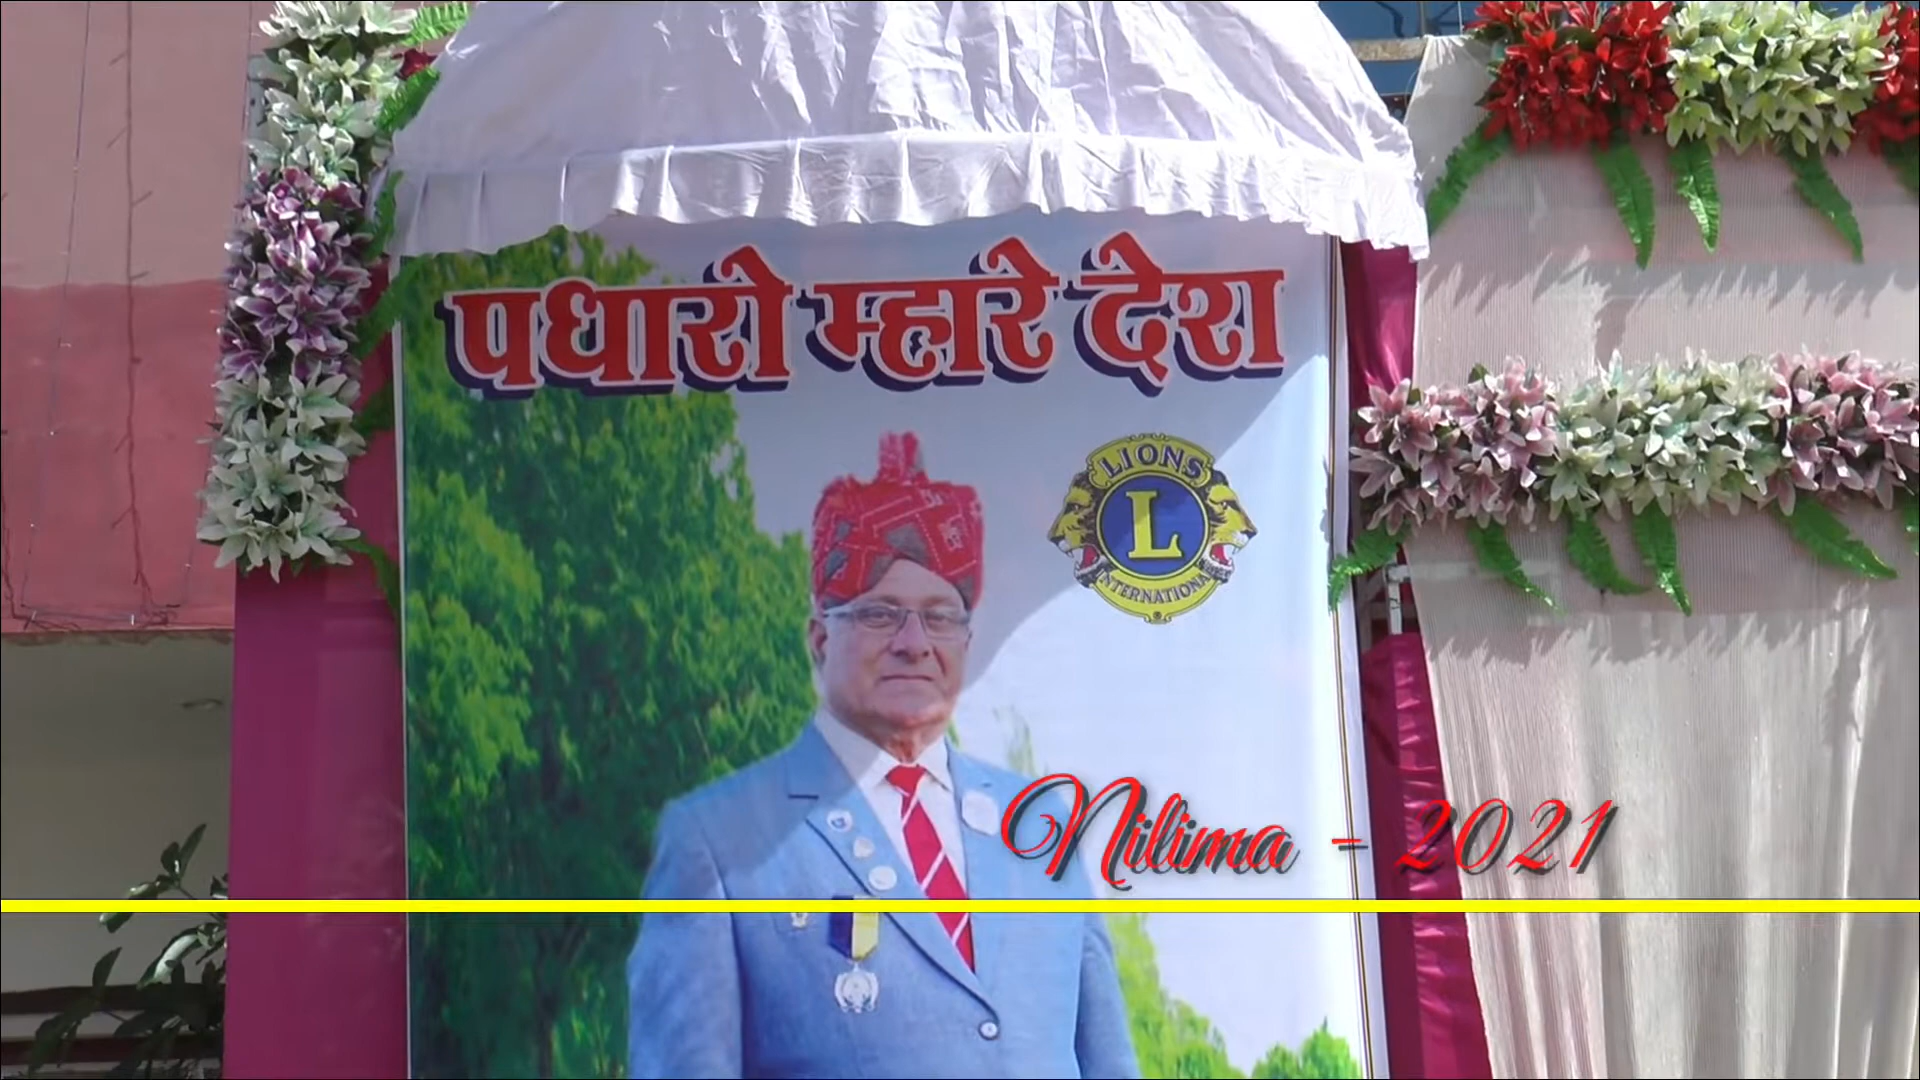 पधारो म्हारे देश
LIONS
L
INTERNATIONAL
Nilima - 2021